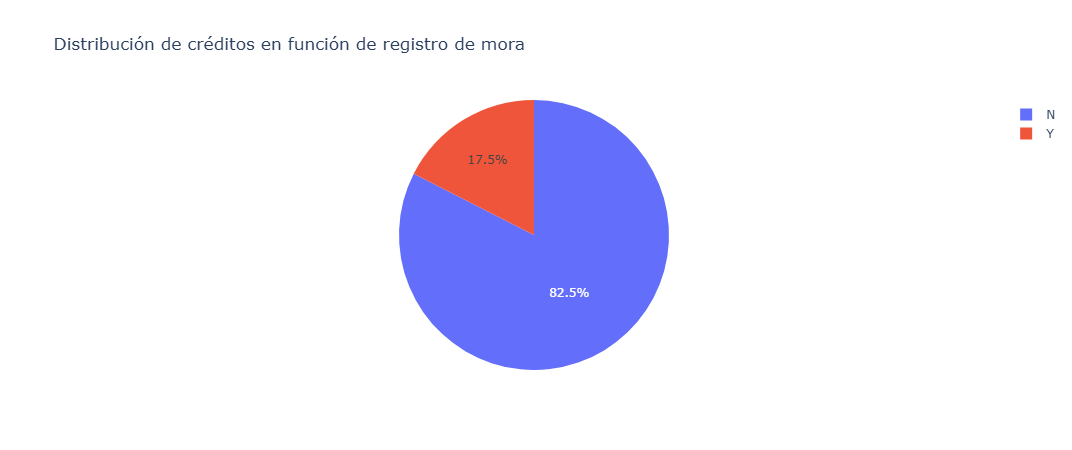 Distribución de créditos en función de registro de mora
N
Y
17.5%
82.5%